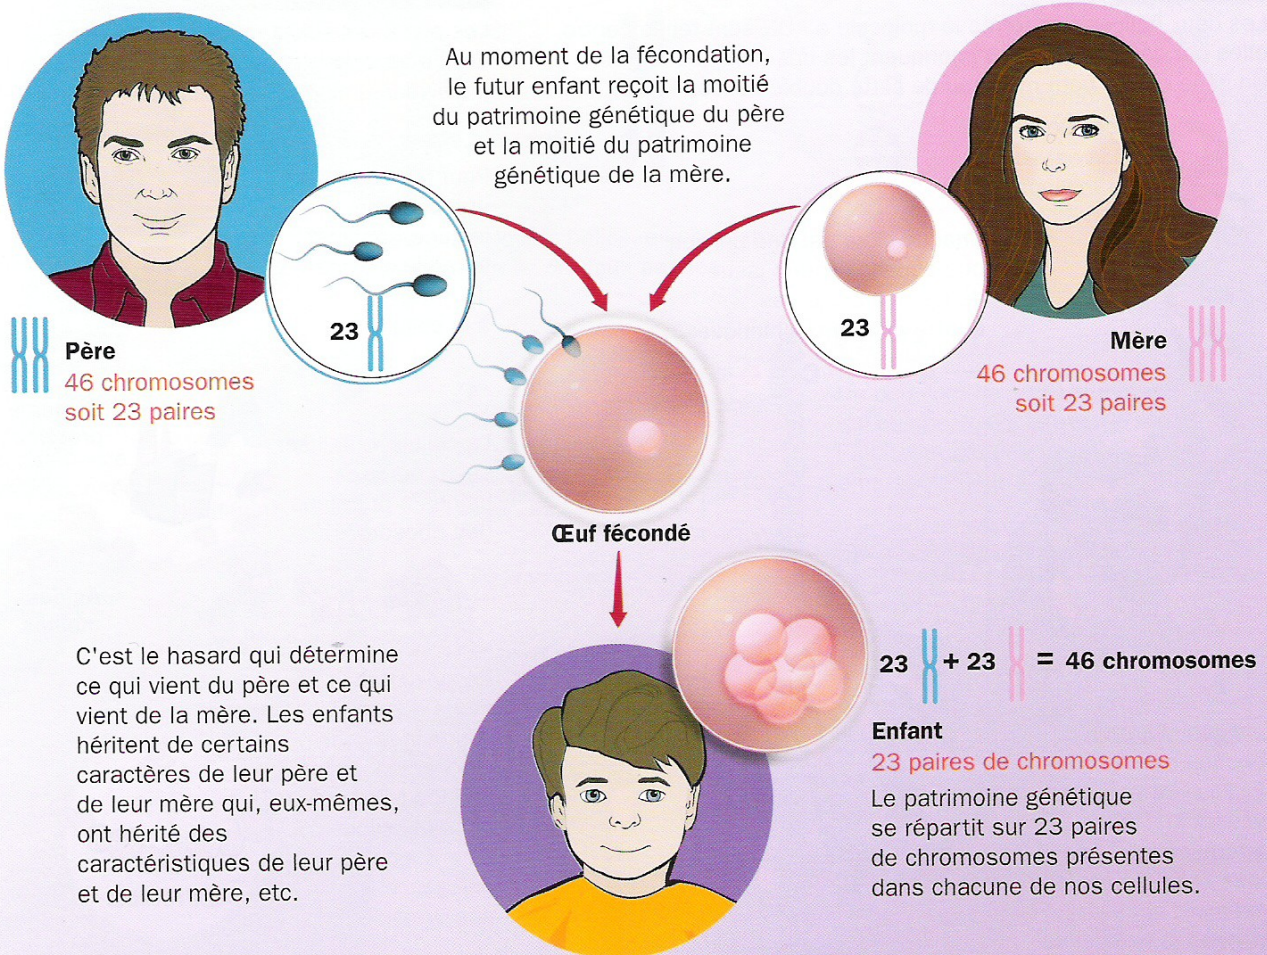 Au moment de la fécondation,
le futur enfant reçoit la moitié
du patrimoine génétique du père
et la moitié du patrimoine
génétique de la mère.
23
23
Père
46 chromosomes
soit 23 paires
Mère
46 chromosomes
soit 23 paires
Œuf fécondé
C'est le hasard qui détermine
ce qui vient du père et ce qui
vient de la mère. Les enfants
héritent de certains
caractères de leur père et
de leur mère qui, eux-mêmes,
ont hérité des
caractéristiques de leur père
et de leur mère, etc.
23 + 23 = 46 chromosomes
Enfant
23 paires de chromosomes
Le patrimoine génétique
se répartit sur 23 paires
de chromosomes présentes
dans chacune de nos cellules.